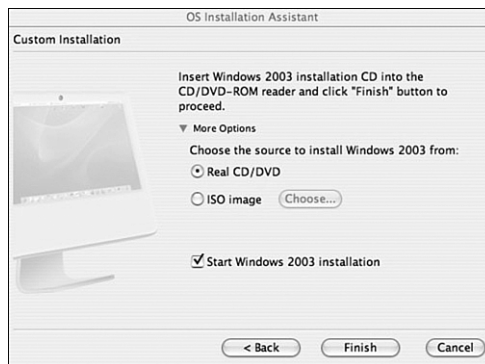 OS Installation Assistant
Custom Installation
Insert Windows 2003 installation CD into the
CD/DVD-ROM reader and click "Finish" button to
proceed.
More Options
Choose the source to install Windows 2003 from:
Real CD/DVD
ISO image Choose...
Start Windows 2003 installation
< Back Finish Cancel